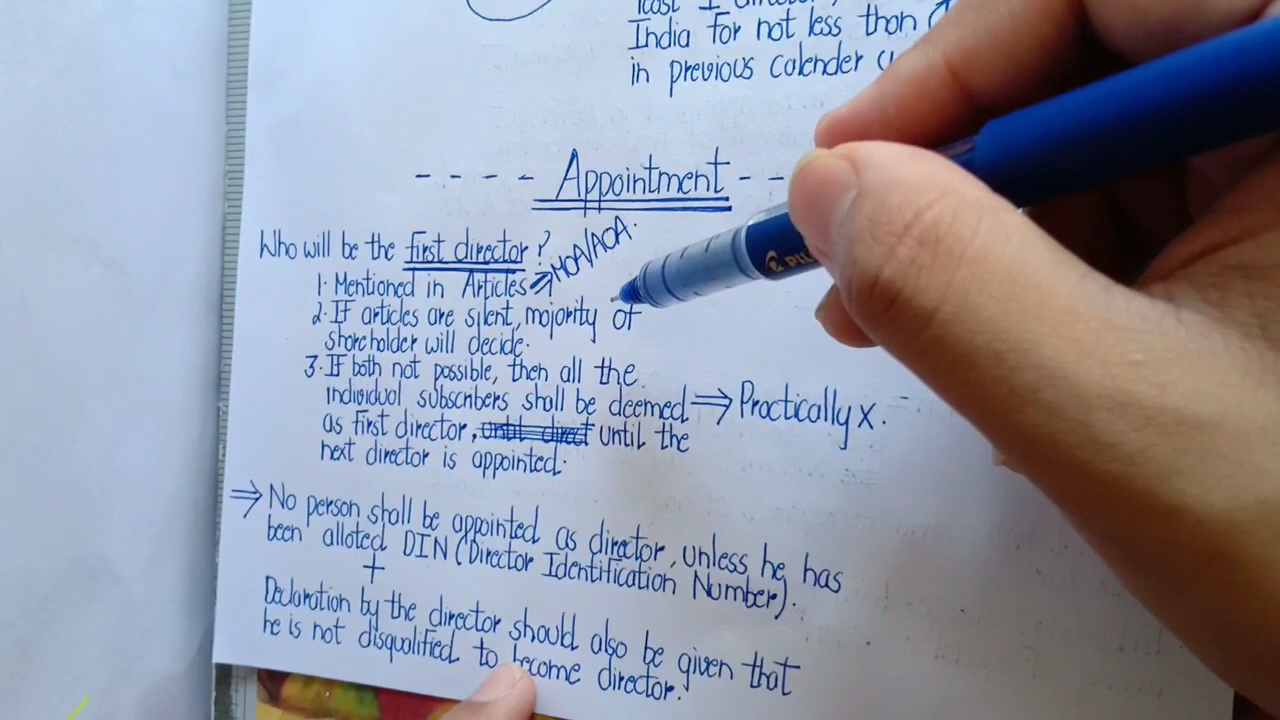 India for not less than
in previous calender
- - - - Appointment - -
Who will be the first director ?
1. Mentioned in Articles → MOA/AOA.
2. If articles are silent, majority of
shareholder will decide.
3. If both not possible, then all the
individual subscribers shall be deemed ⇒ Practically x.
as first director, until the
next director is appointed.
⇒ No person shall be appointed as director, unless he has
been alloted DIN (Director Identification Number).
+
Declaration by the director should also be given that
he is not disqualified to become director.